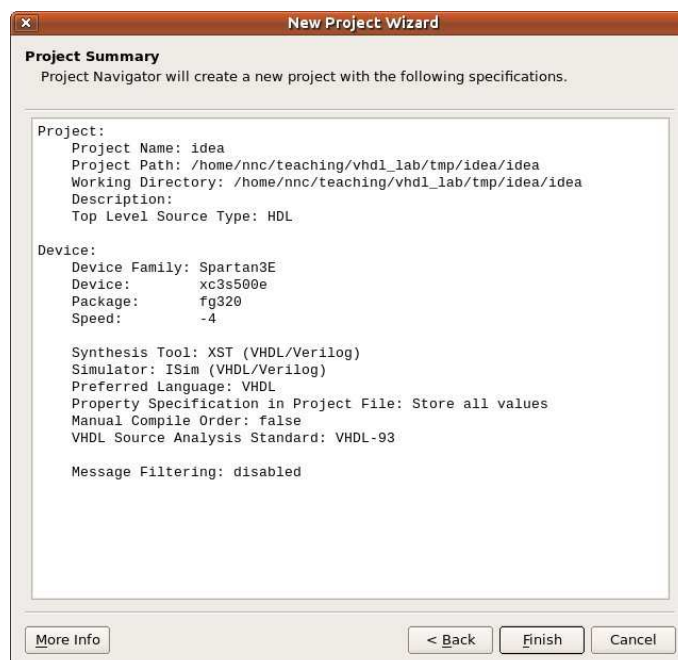 New Project Wizard
Project Summary
Project Navigator will create a new project with the following specifications.
Project:
Project Name: idea
Project Path: /home/nnc/teaching/vhdl_lab/tmp/idea/idea
Working Directory: /home/nnc/teaching/vhdl_lab/tmp/idea/idea
Description:
Top Level Source Type: HDL
Device:
Device Family: Spartan3E
Device: xc3s500e
Package: fg320
Speed: -4
Synthesis Tool: XST (VHDL/Verilog)
Simulator: ISim (VHDL/Verilog)
Preferred Language: VHDL
Property Specification in Project File: Store all values
Manual Compile Order: false
VHDL Source Analysis Standard: VHDL-93
Message Filtering: disabled
More Info < Back Finish Cancel